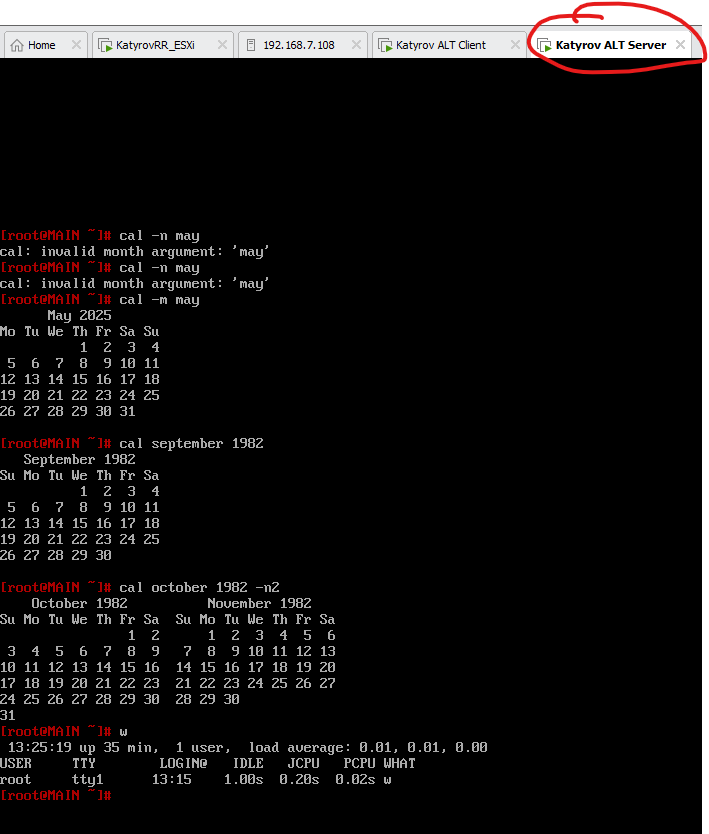 Home KatyrovRR_ESXi 192.168.7.108 Katyrov ALT Client Katyrov ALT Server
[root@MAIN ~]# cal -n may
cal: invalid month argument: 'may'
[root@MAIN ~]# cal -n may
cal: invalid month argument: 'may'
[root@MAIN ~]# cal -m may
      May 2025
Mo Tu We Th Fr Sa Su
          1  2  3  4
 5  6  7  8  9 10 11
12 13 14 15 16 17 18
19 20 21 22 23 24 25
26 27 28 29 30 31
[root@MAIN ~]# cal september 1982
   September 1982
Su Mo Tu We Th Fr Sa
          1  2  3  4
 5  6  7  8  9 10 11
12 13 14 15 16 17 18
19 20 21 22 23 24 25
26 27 28 29 30
[root@MAIN ~]# cal october 1982 -n2
    October 1982          November 1982
Su Mo Tu We Th Fr Sa  Su Mo Tu We Th Fr Sa
                1  2      1  2  3  4  5  6
 3  4  5  6  7  8  9   7  8  9 10 11 12 13
10 11 12 13 14 15 16  14 15 16 17 18 19 20
17 18 19 20 21 22 23  21 22 23 24 25 26 27
24 25 26 27 28 29 30  28 29 30
31
[root@MAIN ~]# w
 13:25:19 up 35 min,  1 user,  load average: 0.01, 0.01, 0.00
USER     TTY        LOGIN@   IDLE   JCPU   PCPU WHAT
root     tty1      13:15    1.00s  0.20s  0.02s w
[root@MAIN ~]#